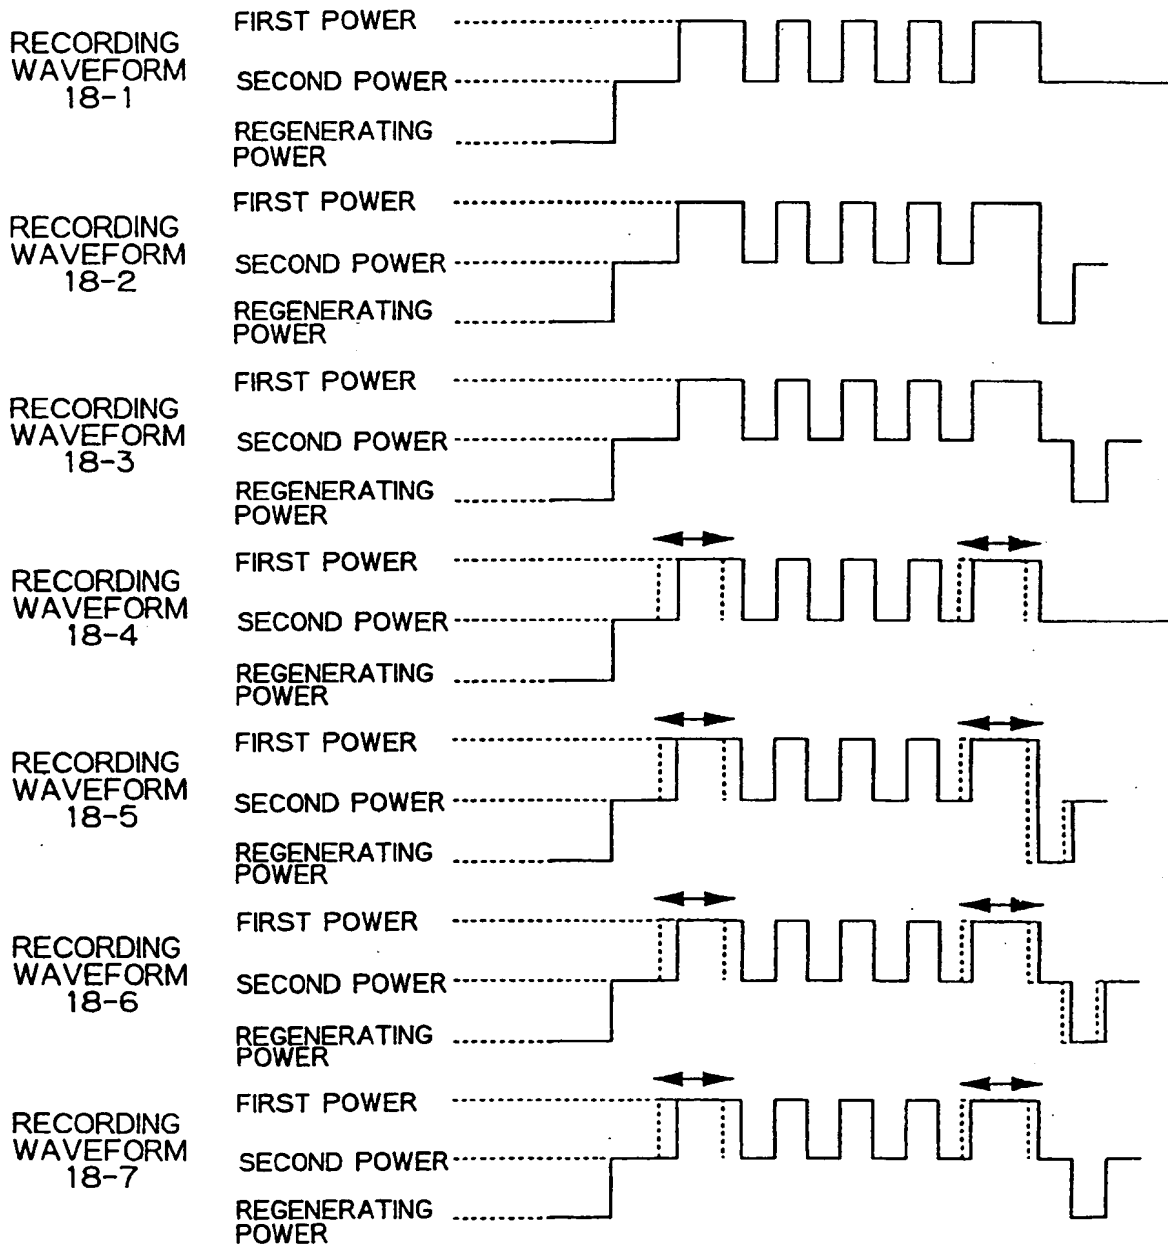 RECORDING
WAVEFORM
18-1
FIRST POWER
SECOND POWER
REGENERATING
POWER
RECORDING
WAVEFORM
18-2
FIRST POWER
SECOND POWER
REGENERATING
POWER
RECORDING
WAVEFORM
18-3
FIRST POWER
SECOND POWER
REGENERATING
POWER
RECORDING
WAVEFORM
18-4
FIRST POWER
SECOND POWER
REGENERATING
POWER
RECORDING
WAVEFORM
18-5
FIRST POWER
SECOND POWER
REGENERATING
POWER
RECORDING
WAVEFORM
18-6
FIRST POWER
SECOND POWER
REGENERATING
POWER
RECORDING
WAVEFORM
18-7
FIRST POWER
SECOND POWER
REGENERATING
POWER